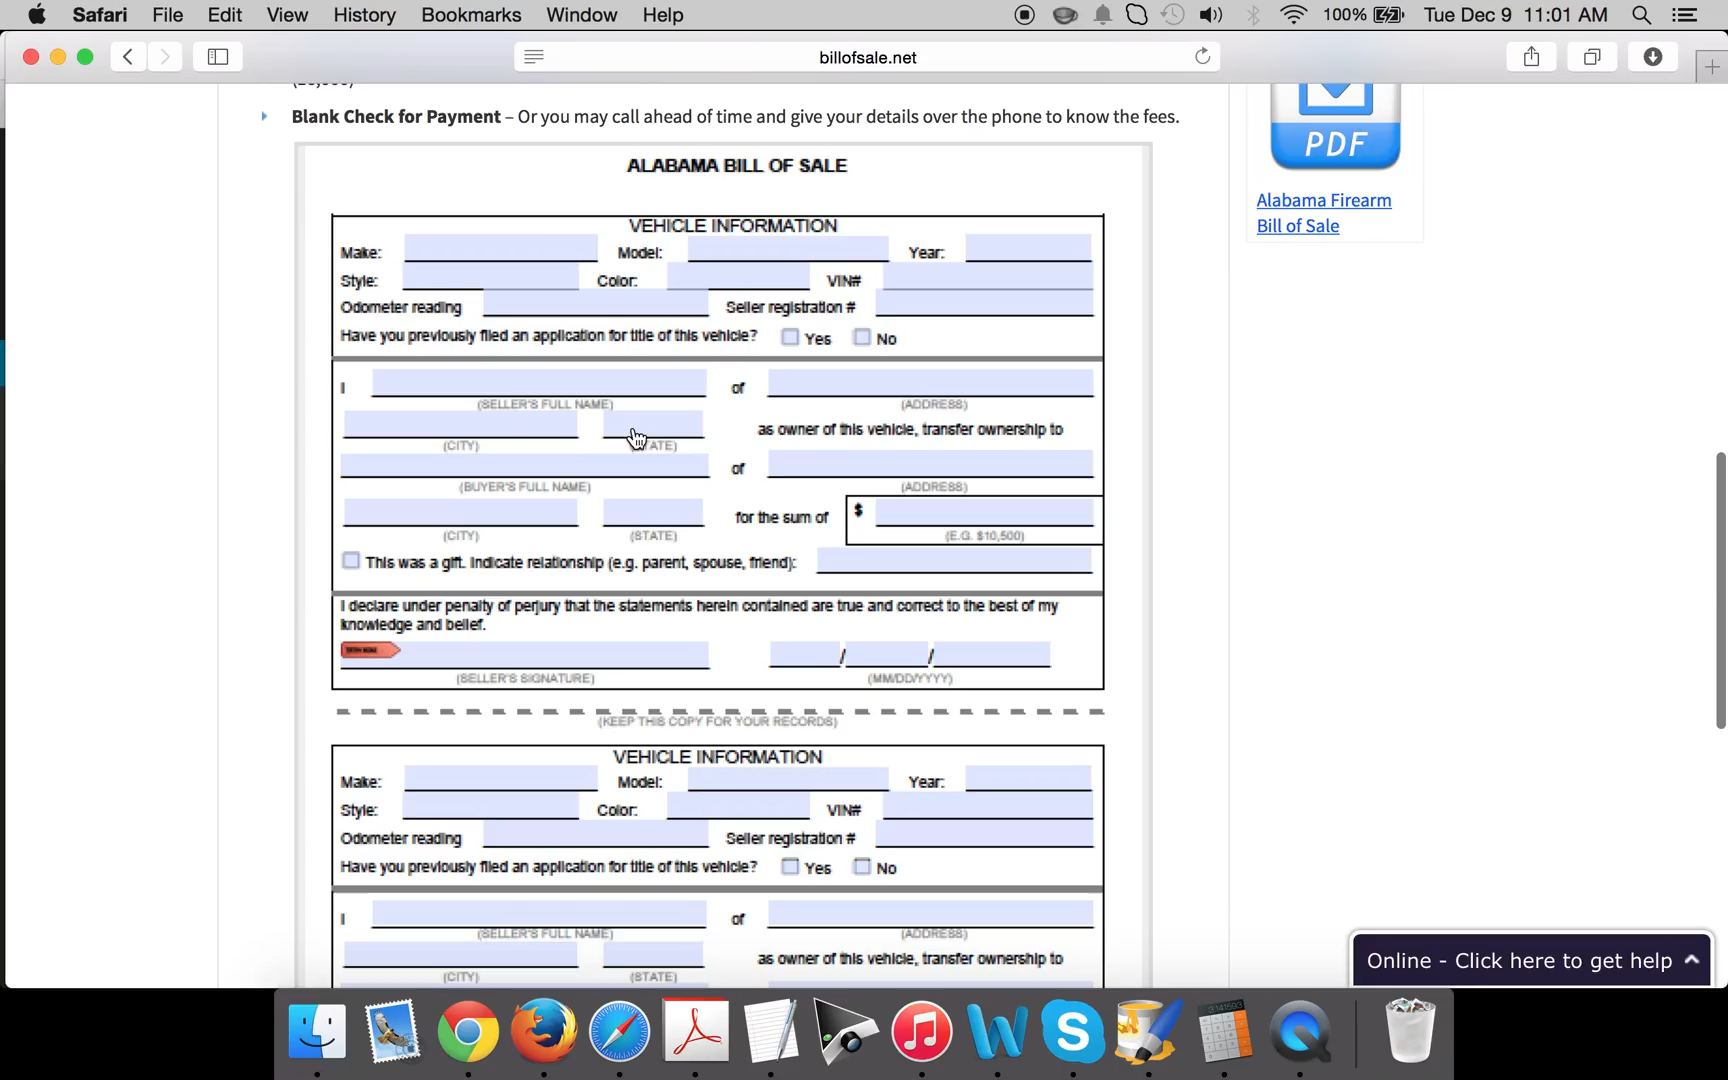 Safari File Edit View History Bookmarks Window Help 100% Tue Dec 9 11:01 AM
billofsale.net
Blank Check for Payment – Or you may call ahead of time and give your details over the phone to know the fees.
PDF
Alabama Firearm
Bill of Sale
ALABAMA BILL OF SALE
VEHICLE INFORMATION
Make: Model: Year:
Style: Color: VIN#
Odometer reading Seller registration #
Have you previously filed an application for title of this vehicle? Yes No
I of
(SELLER'S FULL NAME) (ADDRESS)
as owner of this vehicle, transfer ownership to
(CITY) (STATE)
of
(BUYER'S FULL NAME) (ADDRESS)
for the sum of $
(CITY) (STATE) (E.G. $10,500)
This was a gift. Indicate relationship (e.g. parent, spouse, friend):
I declare under penalty of perjury that the statements herein contained are true and correct to the best of my
knowledge and belief.
/ /
(SELLER'S SIGNATURE) (MM/DD/YYYY)
(KEEP THIS COPY FOR YOUR RECORDS)
VEHICLE INFORMATION
Make: Model: Year:
Style: Color: VIN#
Odometer reading Seller registration #
Have you previously filed an application for title of this vehicle? Yes No
I of
(SELLER'S FULL NAME) (ADDRESS)
as owner of this vehicle, transfer ownership to
(CITY) (STATE)
Online - Click here to get help